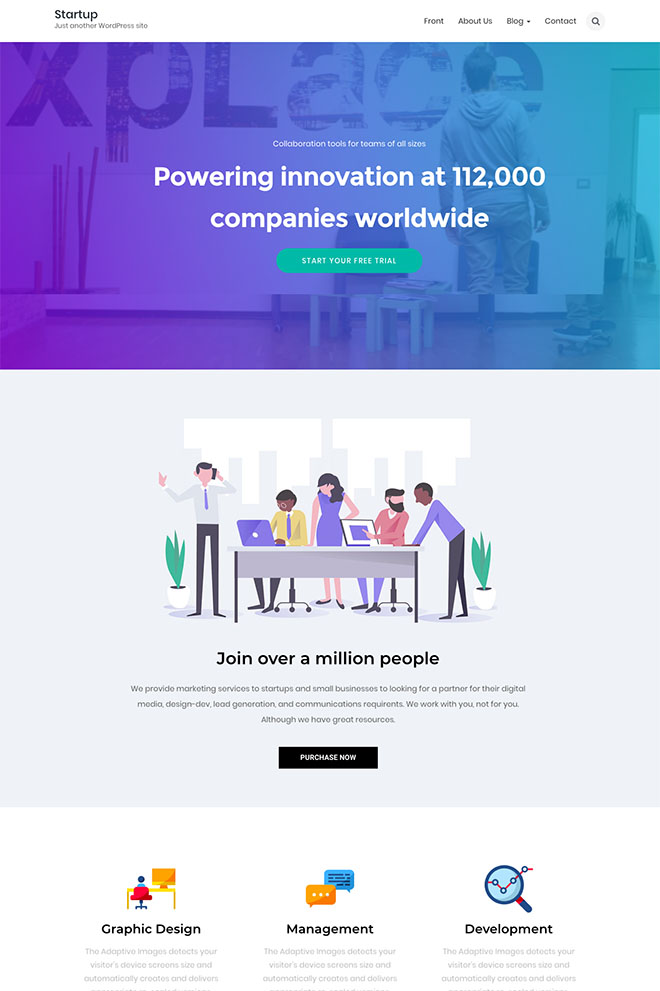 Startup
Just another WordPress site
Front About Us Blog Contact
xpLace
Collaboration tools for teams of all sizes
Powering innovation at 112,000
companies worldwide
START YOUR FREE TRIAL
Join over a million people
We provide marketing services to startups and small businesses to looking for a partner for their digital
media, design-dev, lead generation, and communications requirents. We work with you, not for you.
Although we have great resources.
PURCHASE NOW
Graphic Design
The Adaptive Images detects your
visitor's device screens size and
automatically creates and delivers
Management
The Adaptive Images detects your
visitor's device screens size and
automatically creates and delivers
Development
The Adaptive Images detects your
visitor's device screens size and
automatically creates and delivers